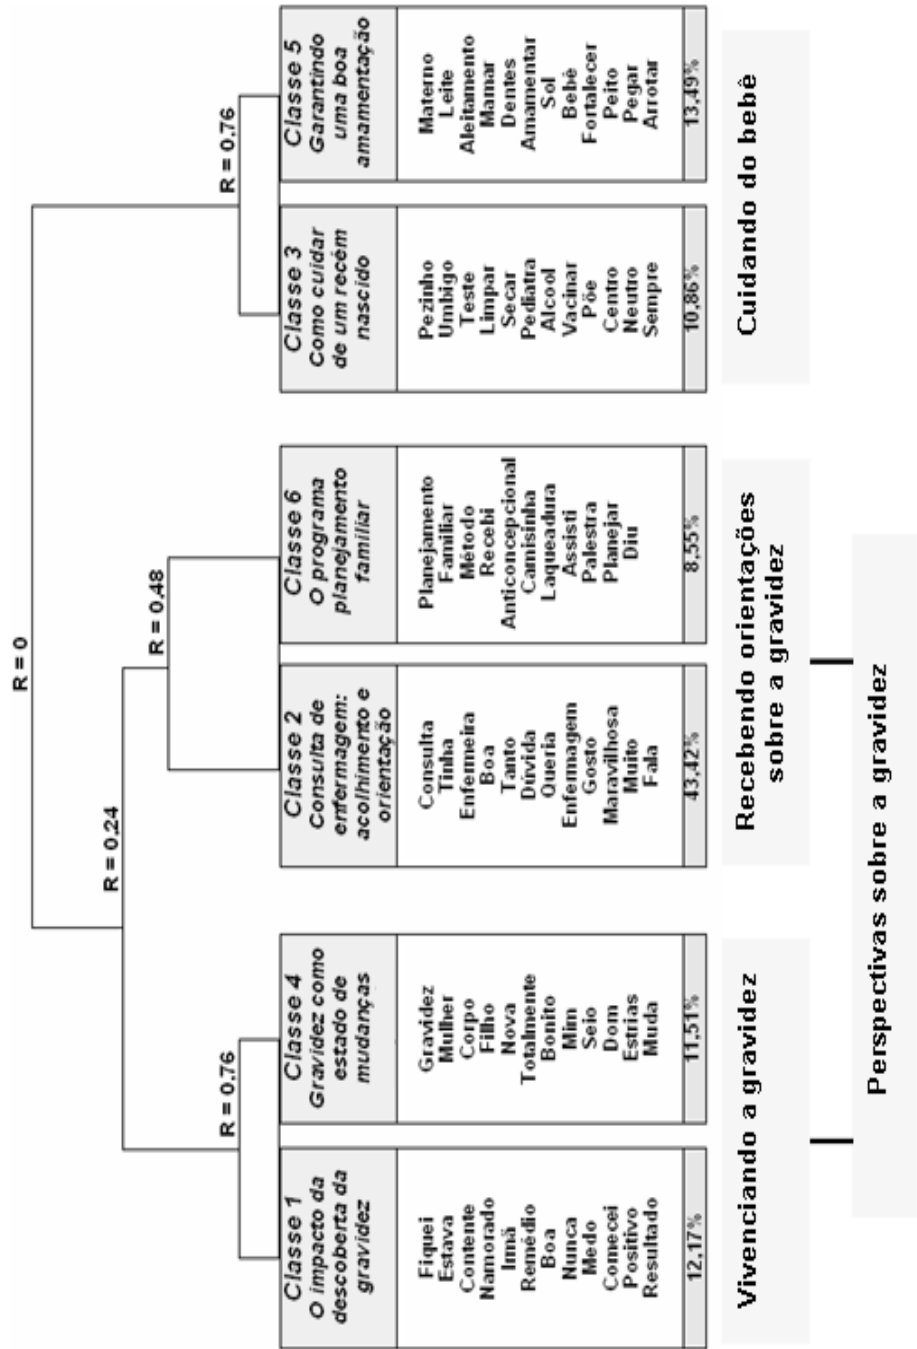 R = 0
R = 0,24
R = 0,48
R = 0,76
R = 0,76
Classe 1
O impacto da
descoberta da
gravidez
Fiquei
Estava
Contente
Namorado
Irmã
Remédio
Boa
Nunca
Medo
Comecei
Positivo
Resultado
12,17%
Classe 4
Gravidez como
estado de
mudanças
Gravidez
Mulher
Corpo
Filho
Nova
Totalmente
Bonito
Mim
Seio
Dom
Estrias
Muda
11,51%
Classe 2
Consulta de
enfermagem:
acolhimento e
orientação
Consulta
Tinha
Enfermeira
Boa
Tanto
Dúvida
Queria
Enfermagem
Gosto
Maravilhosa
Muito
Fala
43,42%
Classe 6
O programa
planejamento
familiar
Planejamento
Familiar
Método
Recebi
Anticoncepcional
Camisinha
Laqueadura
Assisti
Palestra
Planejar
Diu
8,55%
Classe 3
Como cuidar
de um recém
nascido
Pezinho
Umbigo
Teste
Limpar
Secar
Pediatra
Alcool
Vacinar
Põe
Centro
Neutro
Sempre
10,86%
Classe 5
Garantindo
uma boa
amamentação
Materno
Leite
Aleitamento
Mamar
Dentes
Amamentar
Sol
Bebê
Fortalecer
Peito
Pegar
Arrotar
13,49%
Vivenciando a gravidez
Recebendo orientações
sobre a gravidez
Cuidando do bebê
Perspectivas sobre a gravidez